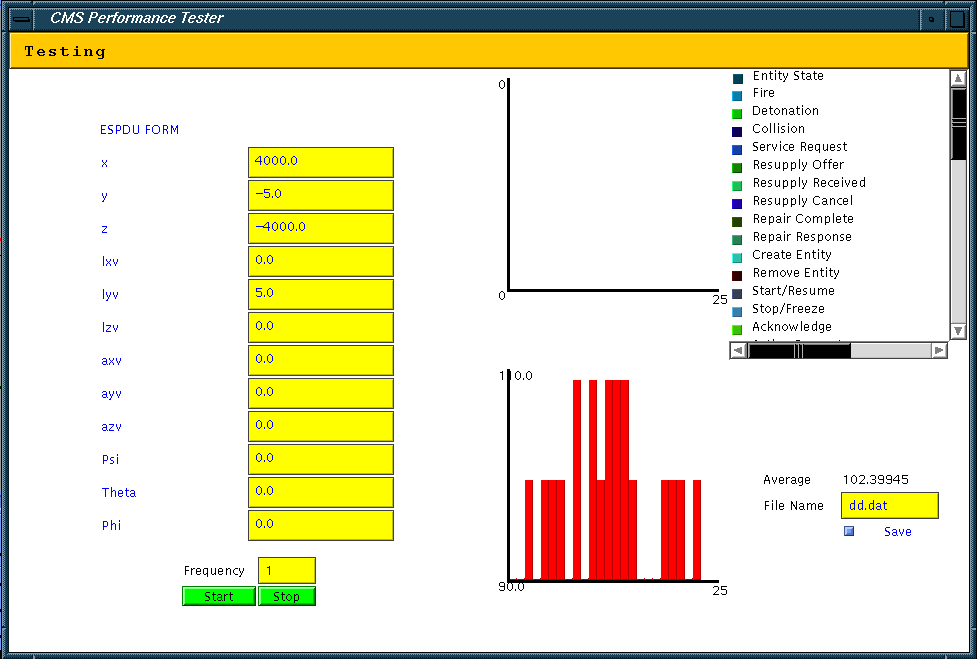 CMS Performance Tester
Testing
ESPDU FORM
x 4000.0
y −5.0
z −4000.0
lxv 0.0
lyv 5.0
lzv 0.0
axv 0.0
ayv 0.0
azv 0.0
Psi 0.0
Theta 0.0
Phi 0.0
Frequency 1
Start Stop
0
0
25
Entity State
Fire
Detonation
Collision
Service Request
Resupply Offer
Resupply Received
Resupply Cancel
Repair Complete
Repair Response
Create Entity
Remove Entity
Start/Resume
Stop/Freeze
Acknowledge
110.0
90.0
25
Average 102.39945
File Name dd.dat
Save